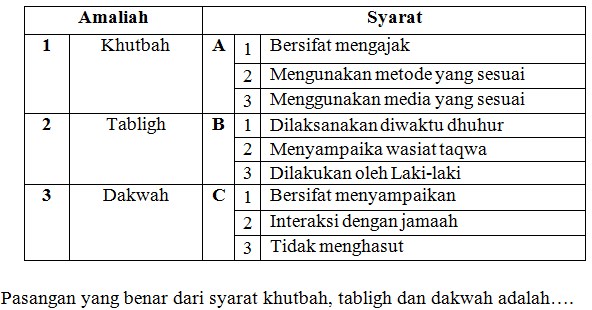 Amaliah Syarat
1 Khutbah A 1 Bersifat mengajak
2 Mengunakan metode yang sesuai
3 Menggunakan media yang sesuai
2 Tabligh B 1 Dilaksanakan diwaktu dhuhur
2 Menyampaika wasiat taqwa
3 Dilakukan oleh Laki-laki
3 Dakwah C 1 Bersifat menyampaikan
2 Interaksi dengan jamaah
3 Tidak menghasut
Pasangan yang benar dari syarat khutbah, tabligh dan dakwah adalah….